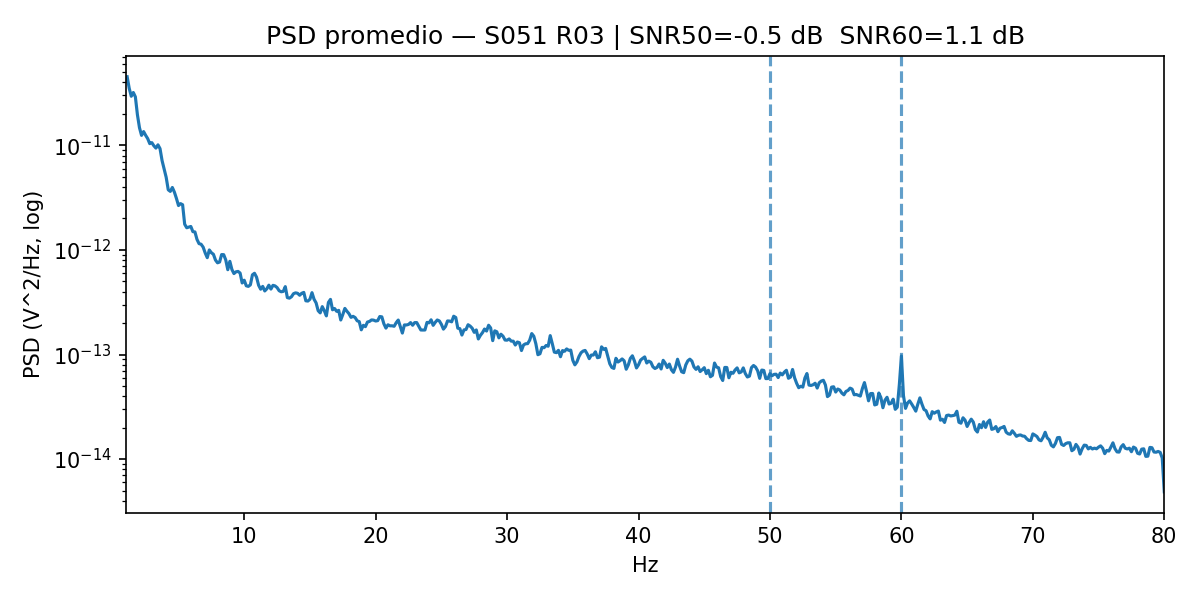 PSD promedio — S051 R03 | SNR50=-0.5 dB  SNR60=1.1 dB
PSD (V^2/Hz, log)
10⁻¹¹
10⁻¹²
10⁻¹³
10⁻¹⁴
10 20 30 40 50 60 70 80
Hz